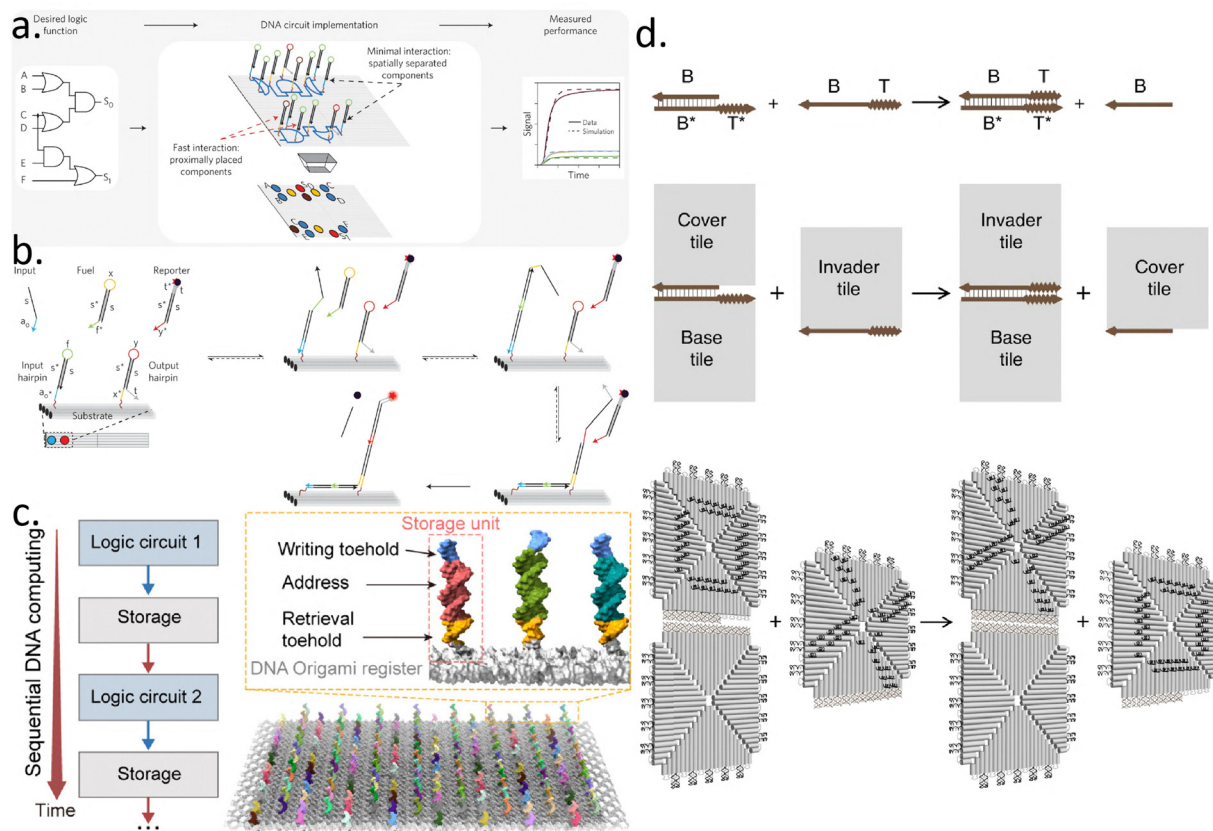 a.
Desired logic
function
DNA circuit implementation
Measured
performance
A
B
C
D
E
F
S₀
S₁
Minimal interaction:
spatially separated
components
Fast interaction:
proximally placed
components
Signal
Data
Simulation
Time
b.
Input
Fuel
Reporter
s
a₀
x
s*
s
f*
t*
t
s*
s
y*
Input
hairpin
f
s*
s
a₀*
y
s*
s
x*
t
Output
hairpin
Substrate
c.
Sequential DNA computing
Time
Logic circuit 1
Storage
Logic circuit 2
Storage
...
Storage unit
Writing toehold
Address
Retrieval
toehold
DNA Origami register
d.
B
B*
T*
+
B
T
B
T
B*
T*
+
B
Cover
tile
Base
tile
+
Invader
tile
Invader
tile
Base
tile
+
Cover
tile
+
+